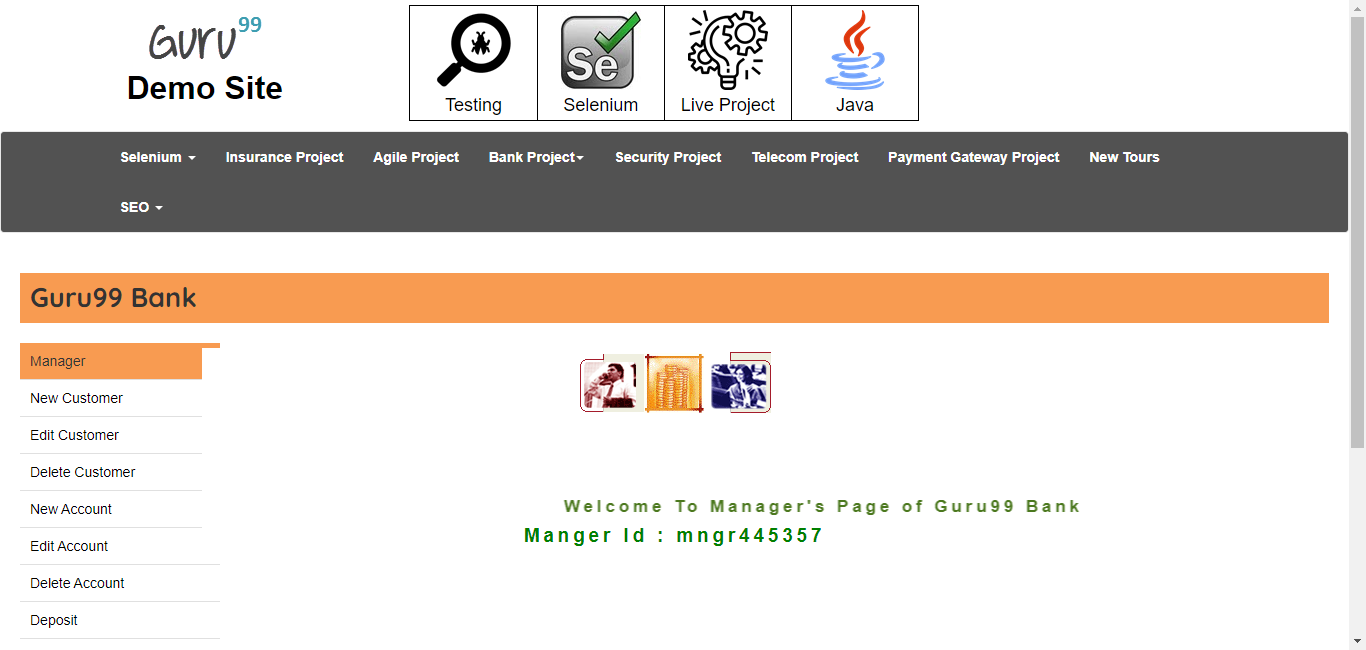 Guru99
Demo Site
Testing
Selenium
Live Project
Java
Selenium
Insurance Project
Agile Project
Bank Project
Security Project
Telecom Project
Payment Gateway Project
New Tours
SEO
Guru99 Bank
Manager
New Customer
Edit Customer
Delete Customer
New Account
Edit Account
Delete Account
Deposit
Welcome To Manager's Page of Guru99 Bank
Manger Id : mngr445357